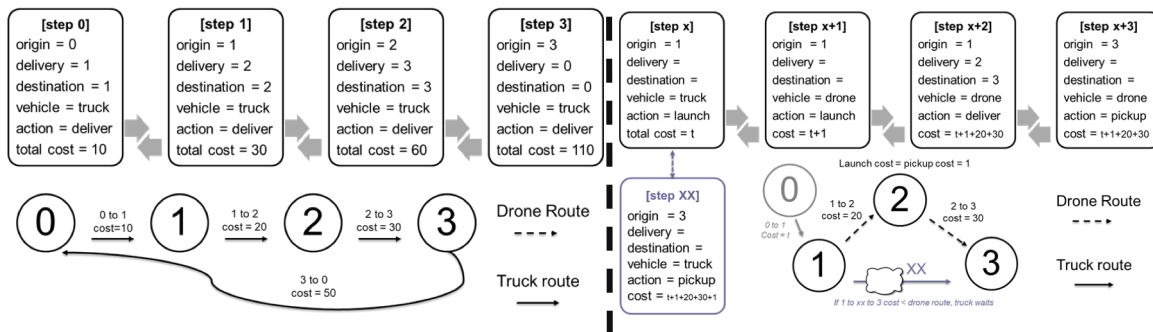 [step 0]
origin = 0
delivery = 1
destination = 1
vehicle = truck
action = deliver
total cost = 10
[step 1]
origin = 1
delivery = 2
destination = 2
vehicle = truck
action = deliver
total cost = 30
[step 2]
origin = 2
delivery = 3
destination = 3
vehicle = truck
action = deliver
total cost = 60
[step 3]
origin = 3
delivery = 0
destination = 0
vehicle = truck
action = deliver
total cost = 110
0
0 to 1
cost=10
1
1 to 2
cost = 20
2
2 to 3
cost = 30
3
3 to 0
cost = 50
Drone Route
Truck route
[step x]
origin = 1
delivery =
destination =
vehicle = truck
action = launch
total cost = t
[step x+1]
origin = 1
delivery =
destination =
vehicle = drone
action = launch
cost = t+1
[step x+2]
origin = 1
delivery = 2
destination = 3
vehicle = drone
action = deliver
cost = t+1+20+30
[step x+3]
origin = 3
delivery =
destination =
vehicle = drone
action = pickup
cost = t+1+20+30
[step XX]
origin = 3
delivery =
destination =
vehicle = truck
action = pickup
cost = t+1+20+30+1
Launch cost = pickup cost = 1
0
0 to 1
Cost = t
1
1 to 2
cost = 20
2
2 to 3
cost = 30
3
XX
If 1 to xx to 3 cost < drone route, truck waits
Drone Route
Truck route